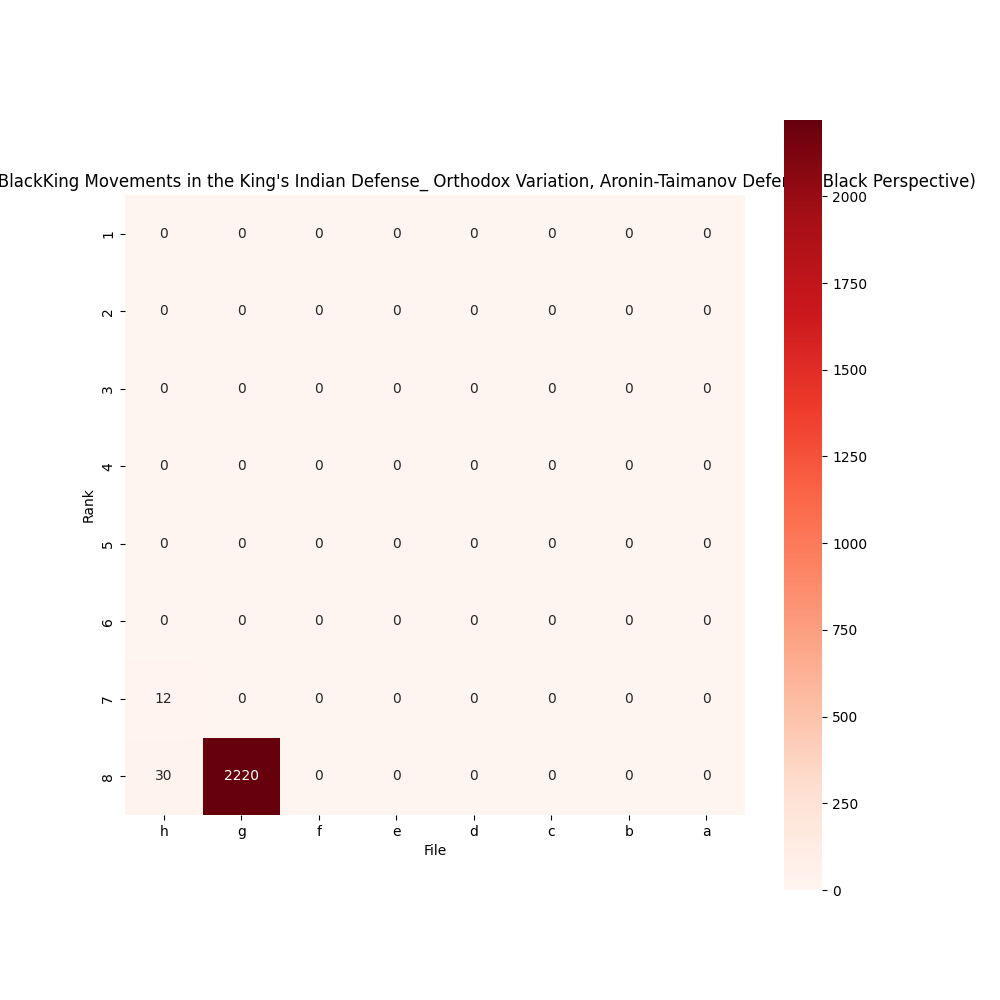 BlackKing Movements in the King's Indian Defense_ Orthodox Variation, Aronin-Taimanov Defen Black Perspective)
2000
1 0 0 0 0 0 0 0 0
1750
2 0 0 0 0 0 0 0 0
3 0 0 0 0 0 0 0 0
1500
4 0 0 0 0 0 0 0 0
1250
Rank
5 0 0 0 0 0 0 0 0
1000
6 0 0 0 0 0 0 0 0
750
7 12 0 0 0 0 0 0 0
500
8 30 2220 0 0 0 0 0 0
250
h g f e d c b a
File
0